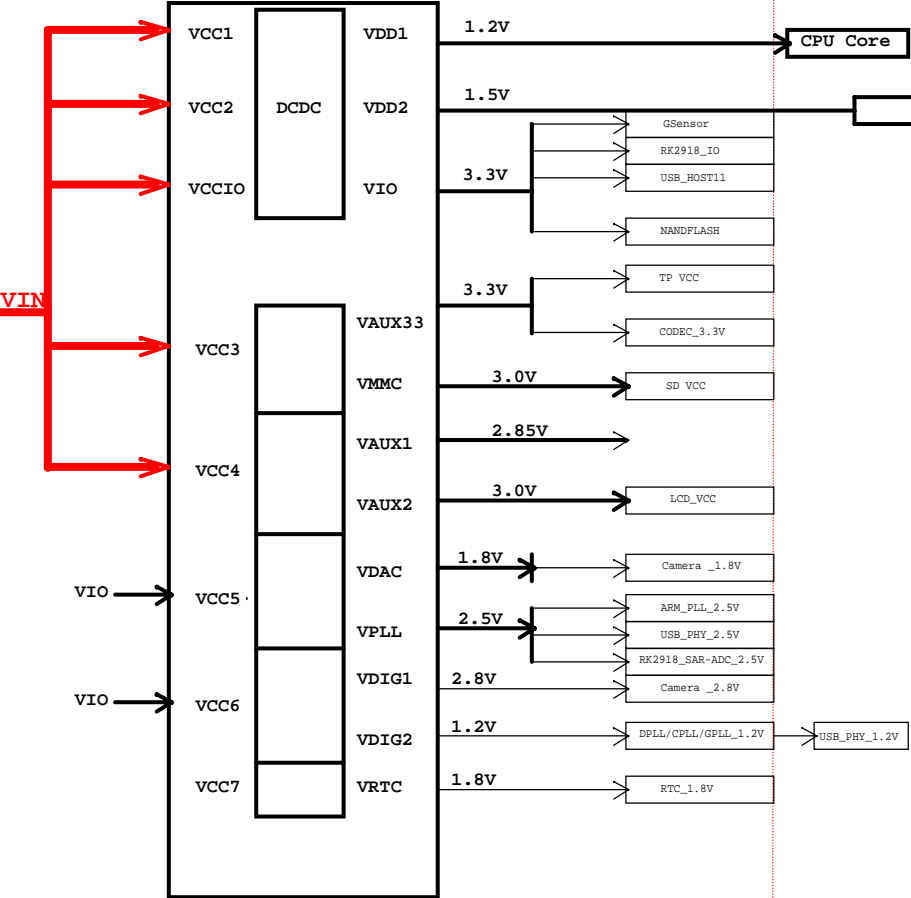 VCC1 VDD1 1.2V CPU Core
VCC2 DCDC VDD2 1.5V
GSensor
RK2918_IO
VCCIO VIO 3.3V USB_HOST11
NANDFLASH
VIN
TP VCC
VAUX33 3.3V
CODEC_3.3V
VCC3
VMMC 3.0V SD VCC
VAUX1 2.85V
VCC4
VAUX2 3.0V LCD_VCC
VDAC 1.8V Camera _1.8V
VIO VCC5
ARM_PLL_2.5V
VPLL 2.5V USB_PHY_2.5V
RK2918_SAR-ADC_2.5V
VDIG1 2.8V Camera _2.8V
VIO VCC6
VDIG2 1.2V DPLL/CPLL/GPLL_1.2V USB_PHY_1.2V
VCC7 VRTC 1.8V RTC_1.8V